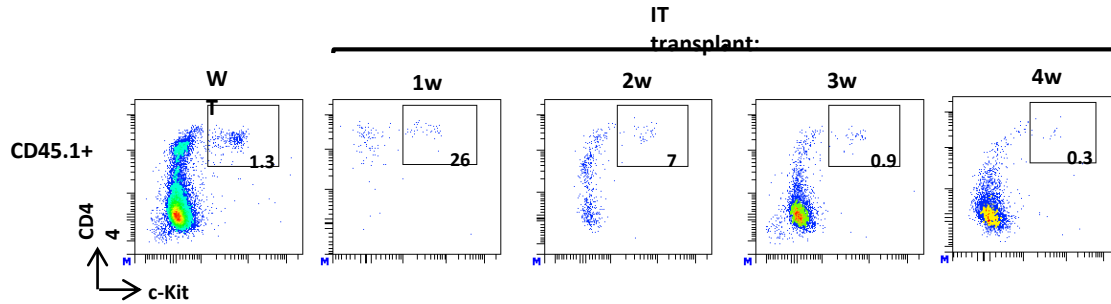 IT
transplant:
W
T
1w
2w
3w
4w
CD45.1+
1.3
26
7
0.9
0.3
CD4
4
M
M
M
M
M
c-Kit